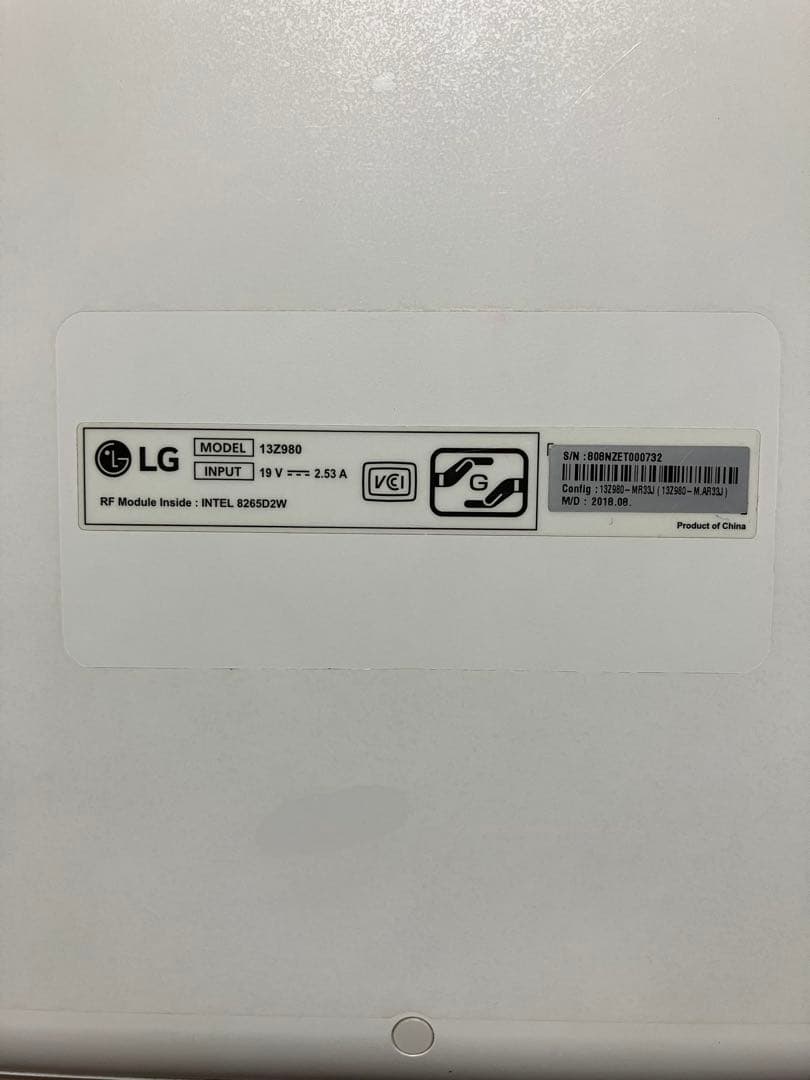 LG
MODEL 13Z980
INPUT 19 V 2.53 A
RF Module Inside : INTEL 8265D2W
VCI
G
S/N : 808NZET000732
Config : 13Z980-MR33J ( 13Z980-M.AR33J )
M/D : 2018.08.
Product of China